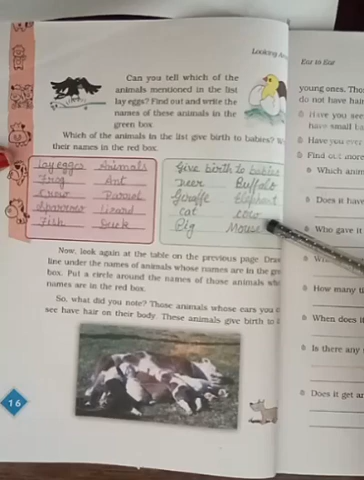 Looking
Can you tell which of the
animals mentioned in the list
lay eggs? Find out and write the
names of these animals in the
green box.
Which of the animals in the list give birth to babies?
their names in the red box.
Lay egges Animals
Frog Ant
Crow Parrot
Sparrow Lizard
Fish Duck
Give birth to babies
Deer Buffalo
Giraffe Elephant
cat cow
Pig Mouse
Now, look again at the table on the previous page.
line under the names of animals whose names are in the
box. Put a circle around the names of those animals
names are in the red box.
So, what did you note? Those animals whose ears you
see have hair on their body. These animals give birth to
16
Ear to Ear
young ones.
do not have
Have you
have small
Have you ever
Find out more
Which
Does it have
Who gave it
How many
When does
Is there any
Does it get